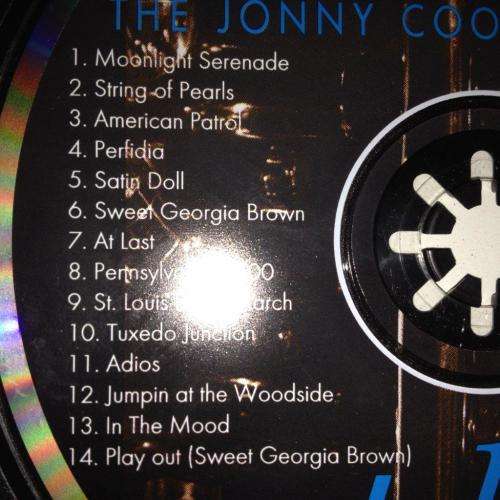 THE JONNY COO
1. Moonlight Serenade
2. String of Pearls
3. American Patrol
4. Perfidia
5. Satin Doll
6. Sweet Georgia Brown
7. At Last
8.
9. St. Louis
10. Tuxedo Junction
11. Adios
12. Jumpin at the Woodside
13. In The Mood
14. Play out (Sweet Georgia Brown)